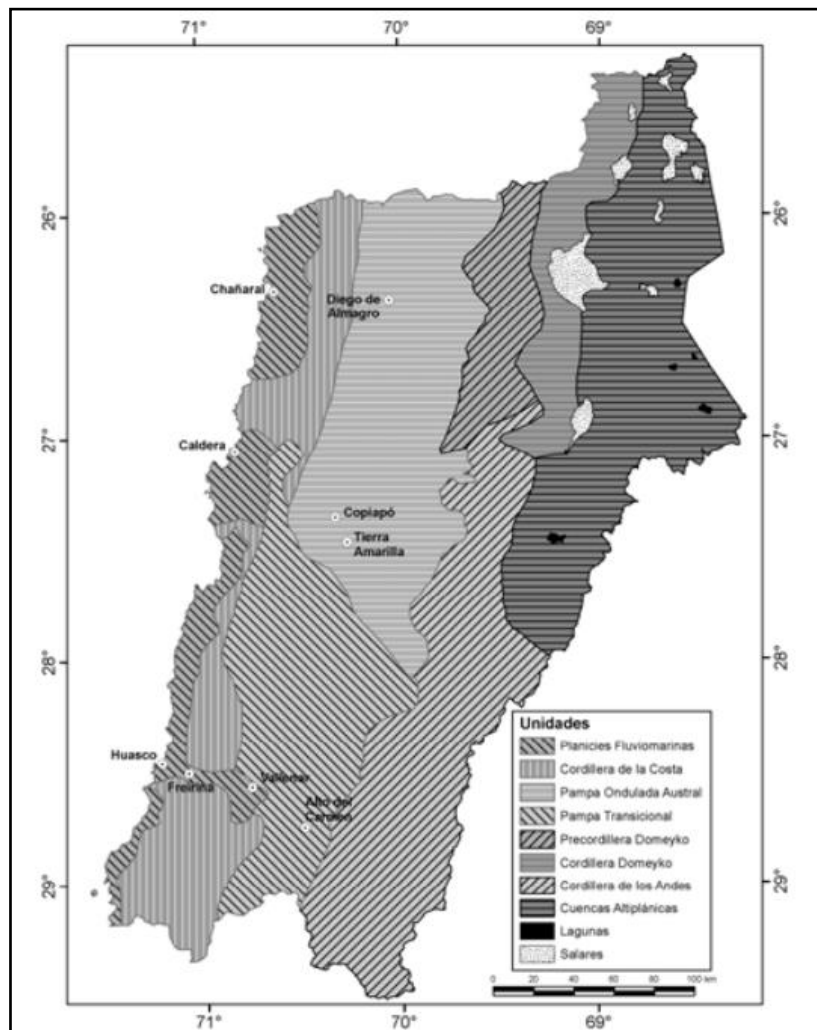 71° 70° 69°
26° 26°
Chañaral
Diego de
Almagro
27° 27°
Caldera
Copiapó
Tierra
Amarilla
28° 28°
Huasco
Freirina
Vallenar
Alto del
Carmen
29° 29°
Unidades
Planicies Fluviomarinas
Cordillera de la Costa
Pampa Ondulada Austral
Pampa Transicional
Precordillera Domeyko
Cordillera Domeyko
Cordillera de los Andes
Cuencas Altiplánicas
Lagunas
Salares
0 20 40 60 80 100 km
71° 70° 69°